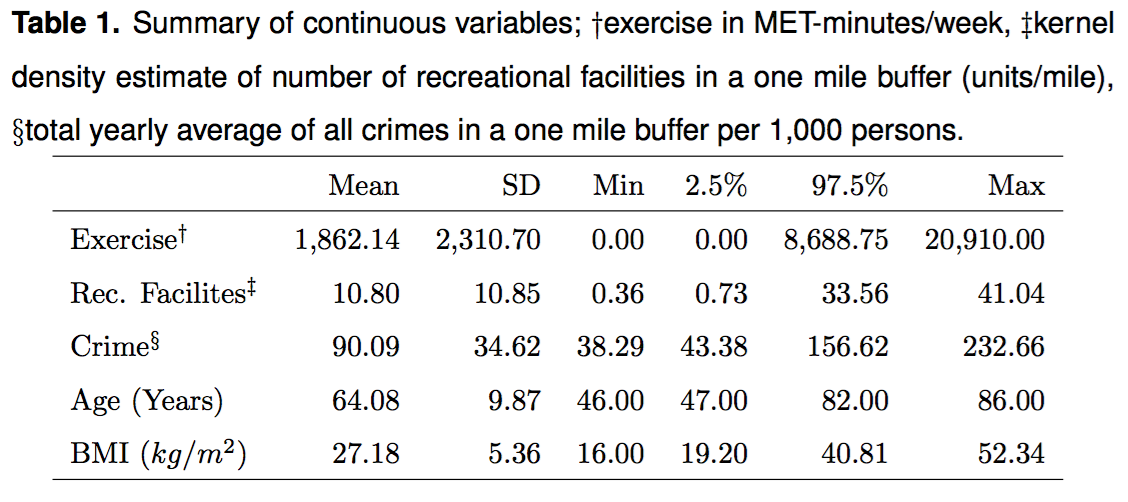 Table 1. Summary of continuous variables; †exercise in MET-minutes/week, ‡kernel
density estimate of number of recreational facilities in a one mile buffer (units/mile),
§total yearly average of all crimes in a one mile buffer per 1,000 persons.
Mean SD Min 2.5% 97.5% Max
Exercise† 1,862.14 2,310.70 0.00 0.00 8,688.75 20,910.00
Rec. Facilites‡ 10.80 10.85 0.36 0.73 33.56 41.04
Crime§ 90.09 34.62 38.29 43.38 156.62 232.66
Age (Years) 64.08 9.87 46.00 47.00 82.00 86.00
BMI (kg/m²) 27.18 5.36 16.00 19.20 40.81 52.34